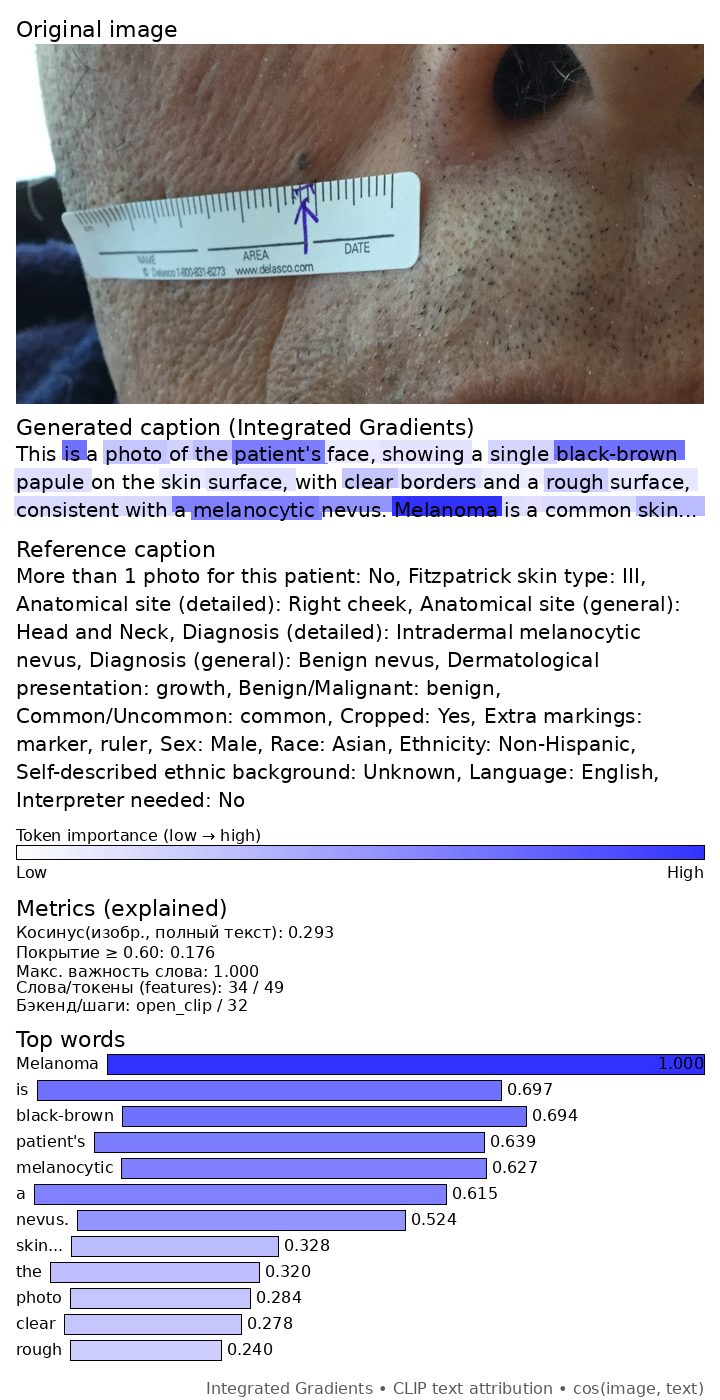 Original image
cm
NAME
AREA
DATE
© Delasco 1-800-831-6273 www.delasco.com
Generated caption (Integrated Gradients)
This is a photo of the patient's face, showing a single black-brown
papule on the skin surface, with clear borders and a rough surface,
consistent with a melanocytic nevus. Melanoma is a common skin...
Reference caption
More than 1 photo for this patient: No, Fitzpatrick skin type: III,
Anatomical site (detailed): Right cheek, Anatomical site (general):
Head and Neck, Diagnosis (detailed): Intradermal melanocytic
nevus, Diagnosis (general): Benign nevus, Dermatological
presentation: growth, Benign/Malignant: benign,
Common/Uncommon: common, Cropped: Yes, Extra markings:
marker, ruler, Sex: Male, Race: Asian, Ethnicity: Non-Hispanic,
Self-described ethnic background: Unknown, Language: English,
Interpreter needed: No
Token importance (low → high)
Low High
Metrics (explained)
Косинус(изобр., полный текст): 0.293
Покрытие ≥ 0.60: 0.176
Макс. важность слова: 1.000
Слова/токены (features): 34 / 49
Бэкенд/шаги: open_clip / 32
Top words
Melanoma 1.000
is 0.697
black-brown 0.694
patient's 0.639
melanocytic 0.627
a 0.615
nevus. 0.524
skin... 0.328
the 0.320
photo 0.284
clear 0.278
rough 0.240
Integrated Gradients • CLIP text attribution • cos(image, text)